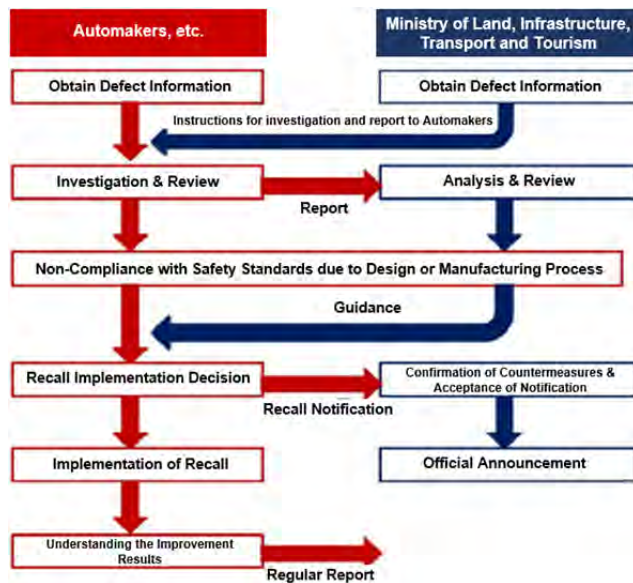 Automakers, etc.
Ministry of Land, Infrastructure,
Transport and Tourism
Obtain Defect Information
Obtain Defect Information
Instructions for investigation and report to Automakers
Investigation & Review
Analysis & Review
Report
Non-Compliance with Safety Standards due to Design or Manufacturing Process
Guidance
Recall Implementation Decision
Confirmation of Countermeasures &
Acceptance of Notification
Recall Notification
Implementation of Recall
Official Announcement
Understanding the Improvement
Results
Regular Report